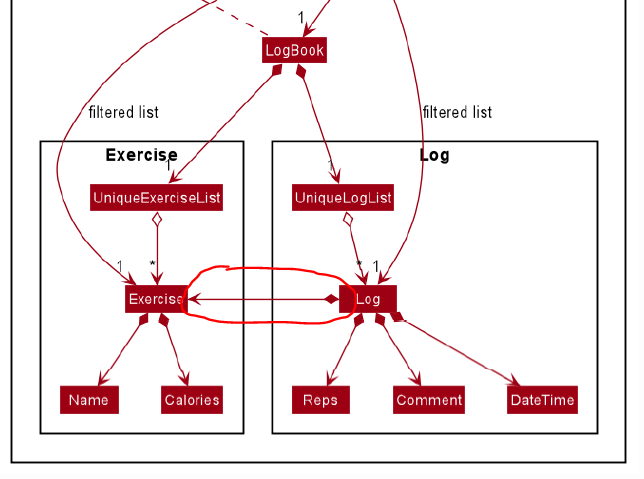 1
LogBook
filtered list
filtered list
Exercise
Log
1
1
UniqueExerciseList
UniqueLogList
1
*
*
1
Exercise
Log
Name
Calories
Reps
Comment
DateTime